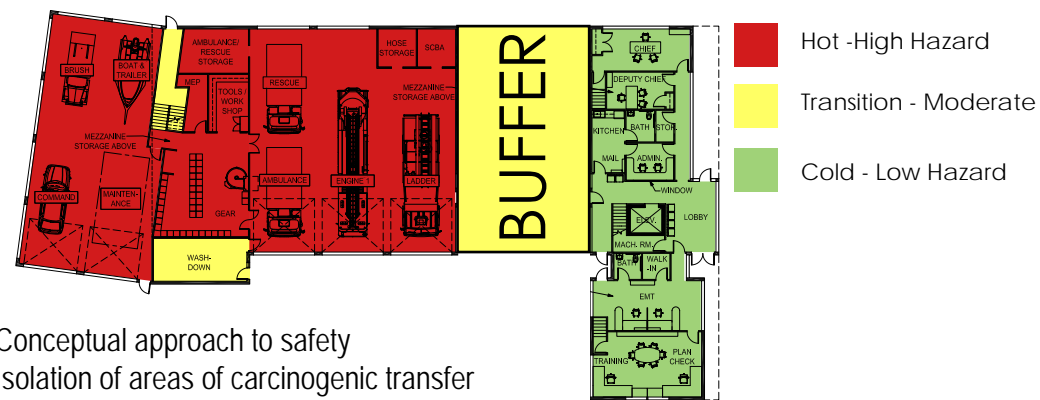 BRUSH
BOAT &
TRAILER
AMBULANCE/
RESCUE
STORAGE
MEP
TOOLS /
WORK
SHOP
MEZZANINE
STORAGE ABOVE
COMMAND
MAINTEN-
ANCE
GEAR
WASH-
DOWN
RESCUE
AMBULANCE
ENGINE 1
LADDER
HOSE
STORAGE
SCBA
MEZZANINE
STORAGE ABOVE
BUFFER
CHIEF
DEPUTY CHIEF
KITCHEN
BATH
STOR.
MAIL
ADMIN.
WINDOW
LOBBY
ELEV.
MACH. RM.
BATH
WALK
-IN
EMT
TRAINING
PLAN
CHECK
Hot -High Hazard
Transition - Moderate
Cold - Low Hazard
Conceptual approach to safety
solation of areas of carcinogenic transfer